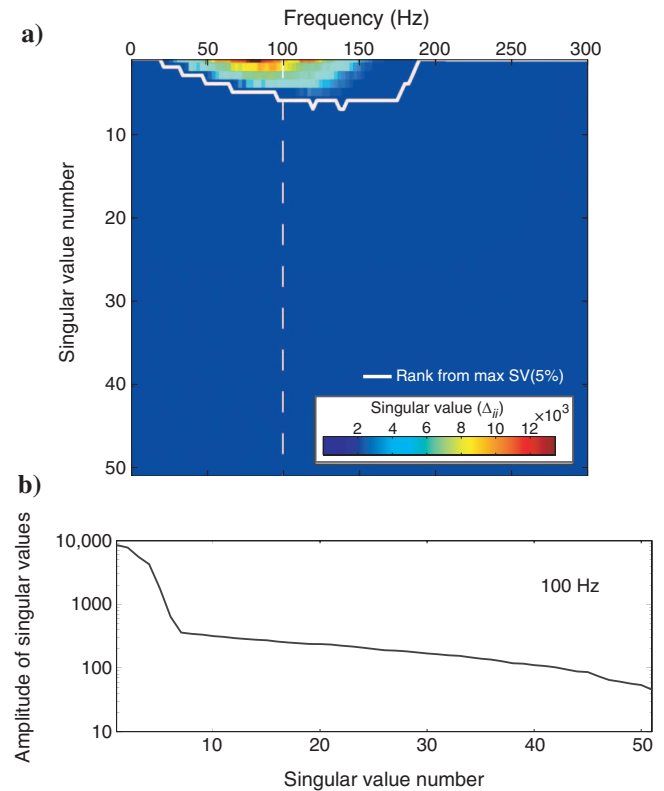 a)
Frequency (Hz)
0 50 100 150 200 250 300
Singular value number
10
20
30
40
50
Rank from max SV(5%)
Singular value (Δii) ×10³
2 4 6 8 10 12
b)
Amplitude of singular values
10,000
1000
100
10
100 Hz
10 20 30 40 50
Singular value number